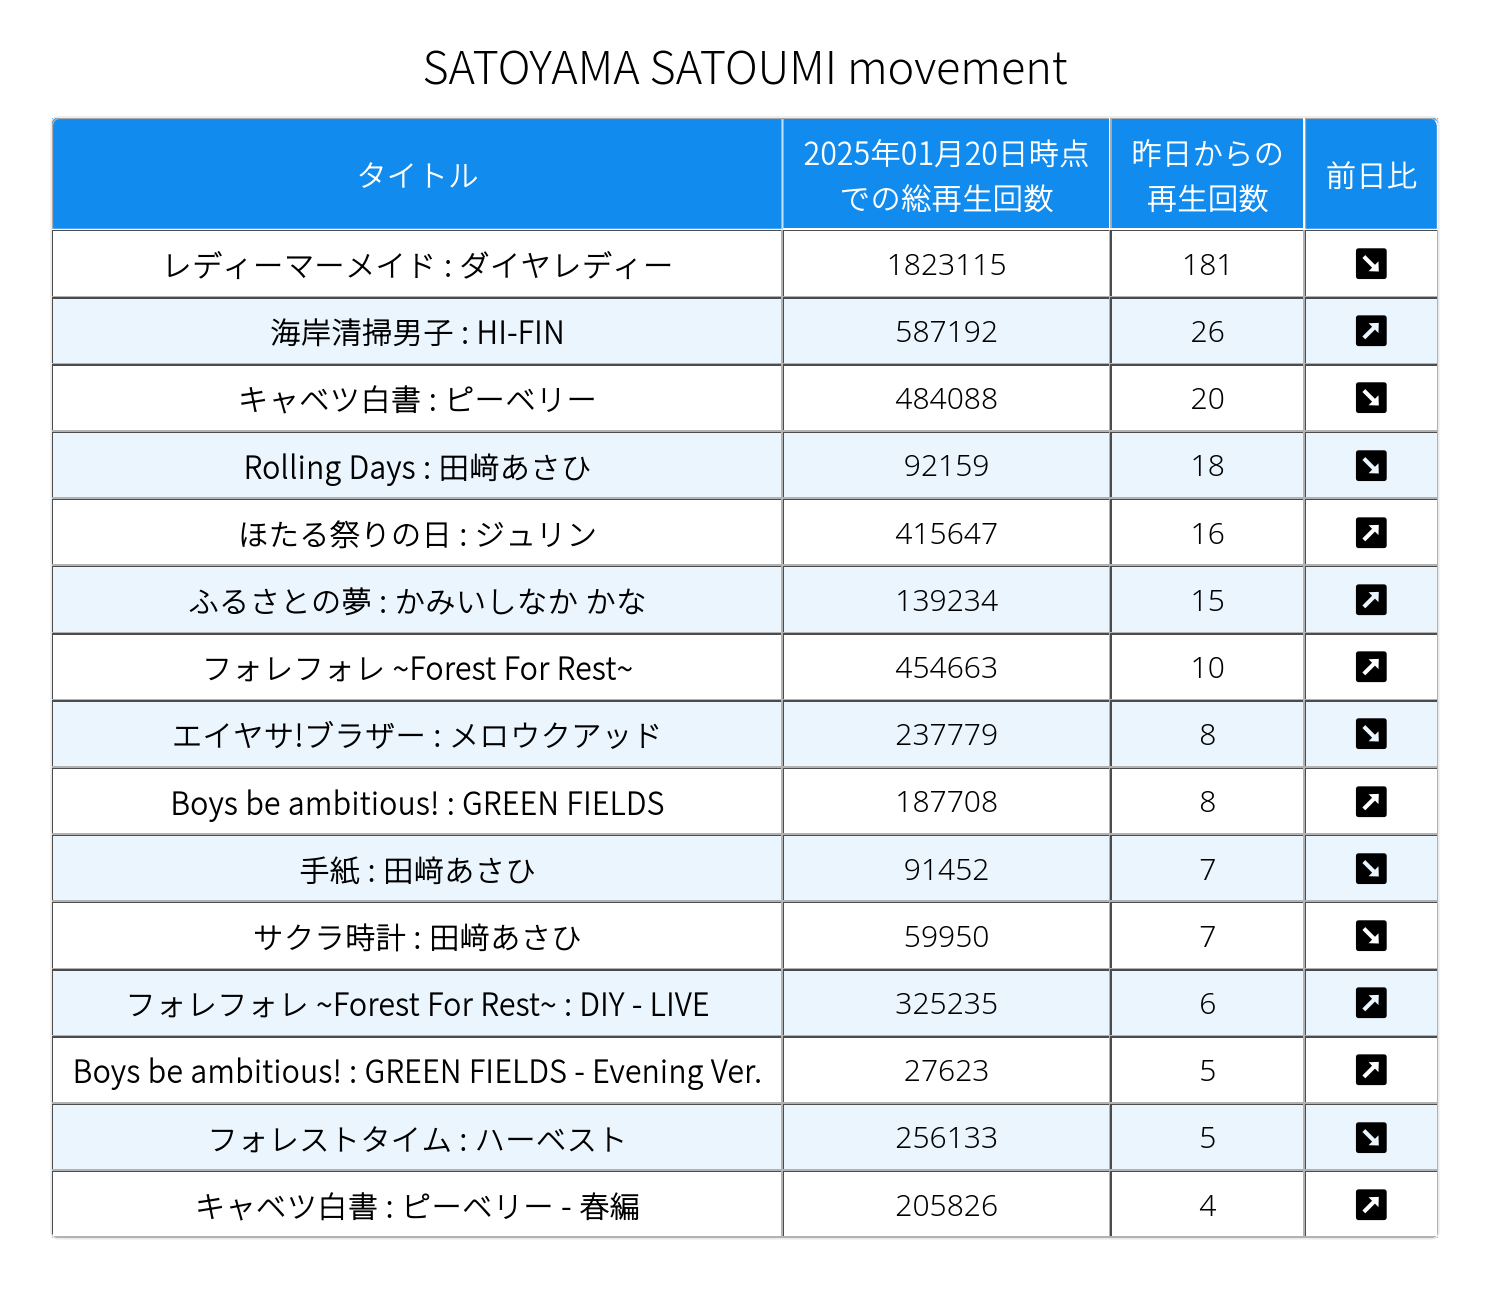 SATOYAMA SATOUMI movement
タイトル 2025年01月20日時点での総再生回数 昨日からの再生回数 前日比
レディーマーメイド : ダイヤレディー 1823115 181 ↘
海岸清掃男子 : HI-FIN 587192 26 ↗
キャベツ白書 : ピーベリー 484088 20 ↘
Rolling Days : 田﨑あさひ 92159 18 ↘
ほたる祭りの日 : ジュリン 415647 16 ↗
ふるさとの夢 : かみいしなか かな 139234 15 ↗
フォレフォレ ~Forest For Rest~ 454663 10 ↗
エイヤサ!ブラザー : メロウクアッド 237779 8 ↘
Boys be ambitious! : GREEN FIELDS 187708 8 ↗
手紙 : 田﨑あさひ 91452 7 ↘
サクラ時計 : 田﨑あさひ 59950 7 ↘
フォレフォレ ~Forest For Rest~ : DIY - LIVE 325235 6 ↗
Boys be ambitious! : GREEN FIELDS - Evening Ver. 27623 5 ↗
フォレストタイム : ハーベスト 256133 5 ↘
キャベツ白書 : ピーベリー - 春編 205826 4 ↗